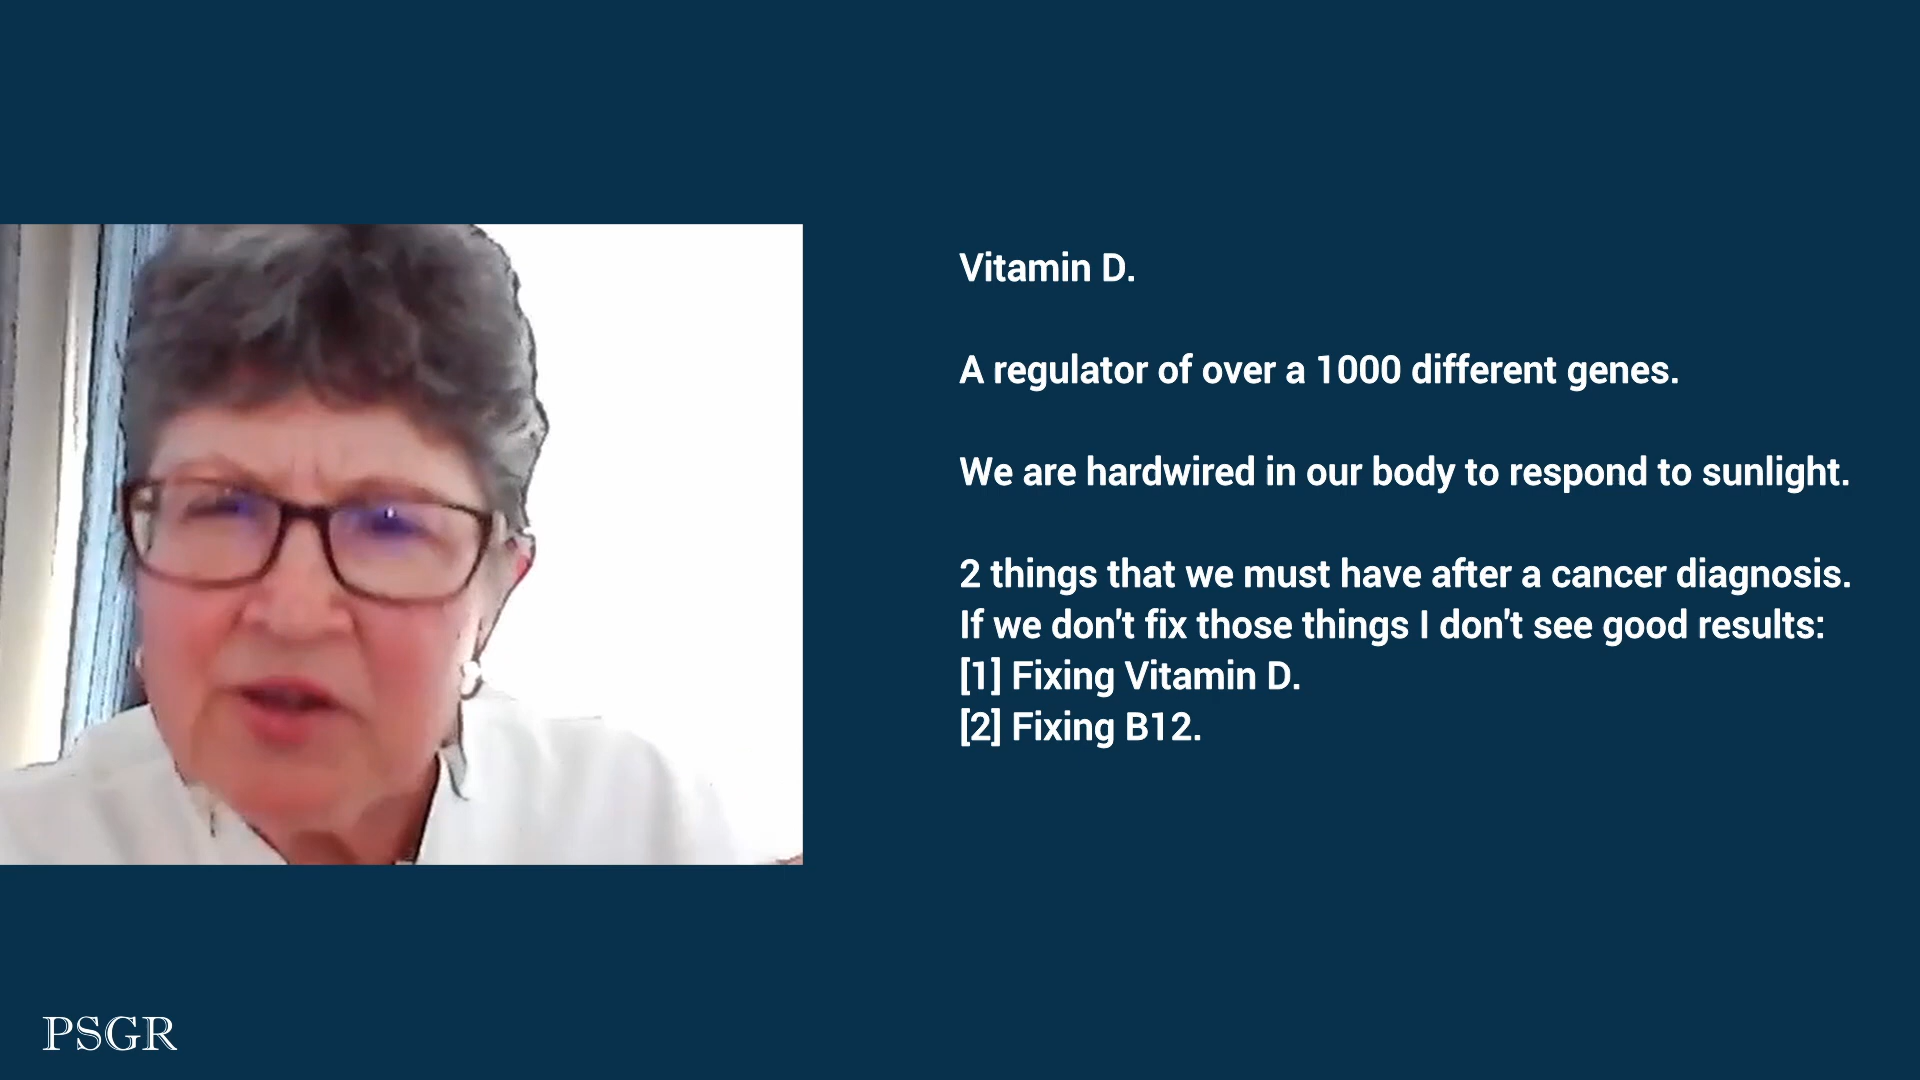 Vitamin D.
A regulator of over a 1000 different genes.
We are hardwired in our body to respond to sunlight.
2 things that we must have after a cancer diagnosis.
If we don't fix those things I don't see good results:
[1] Fixing Vitamin D.
[2] Fixing B12.
PSGR